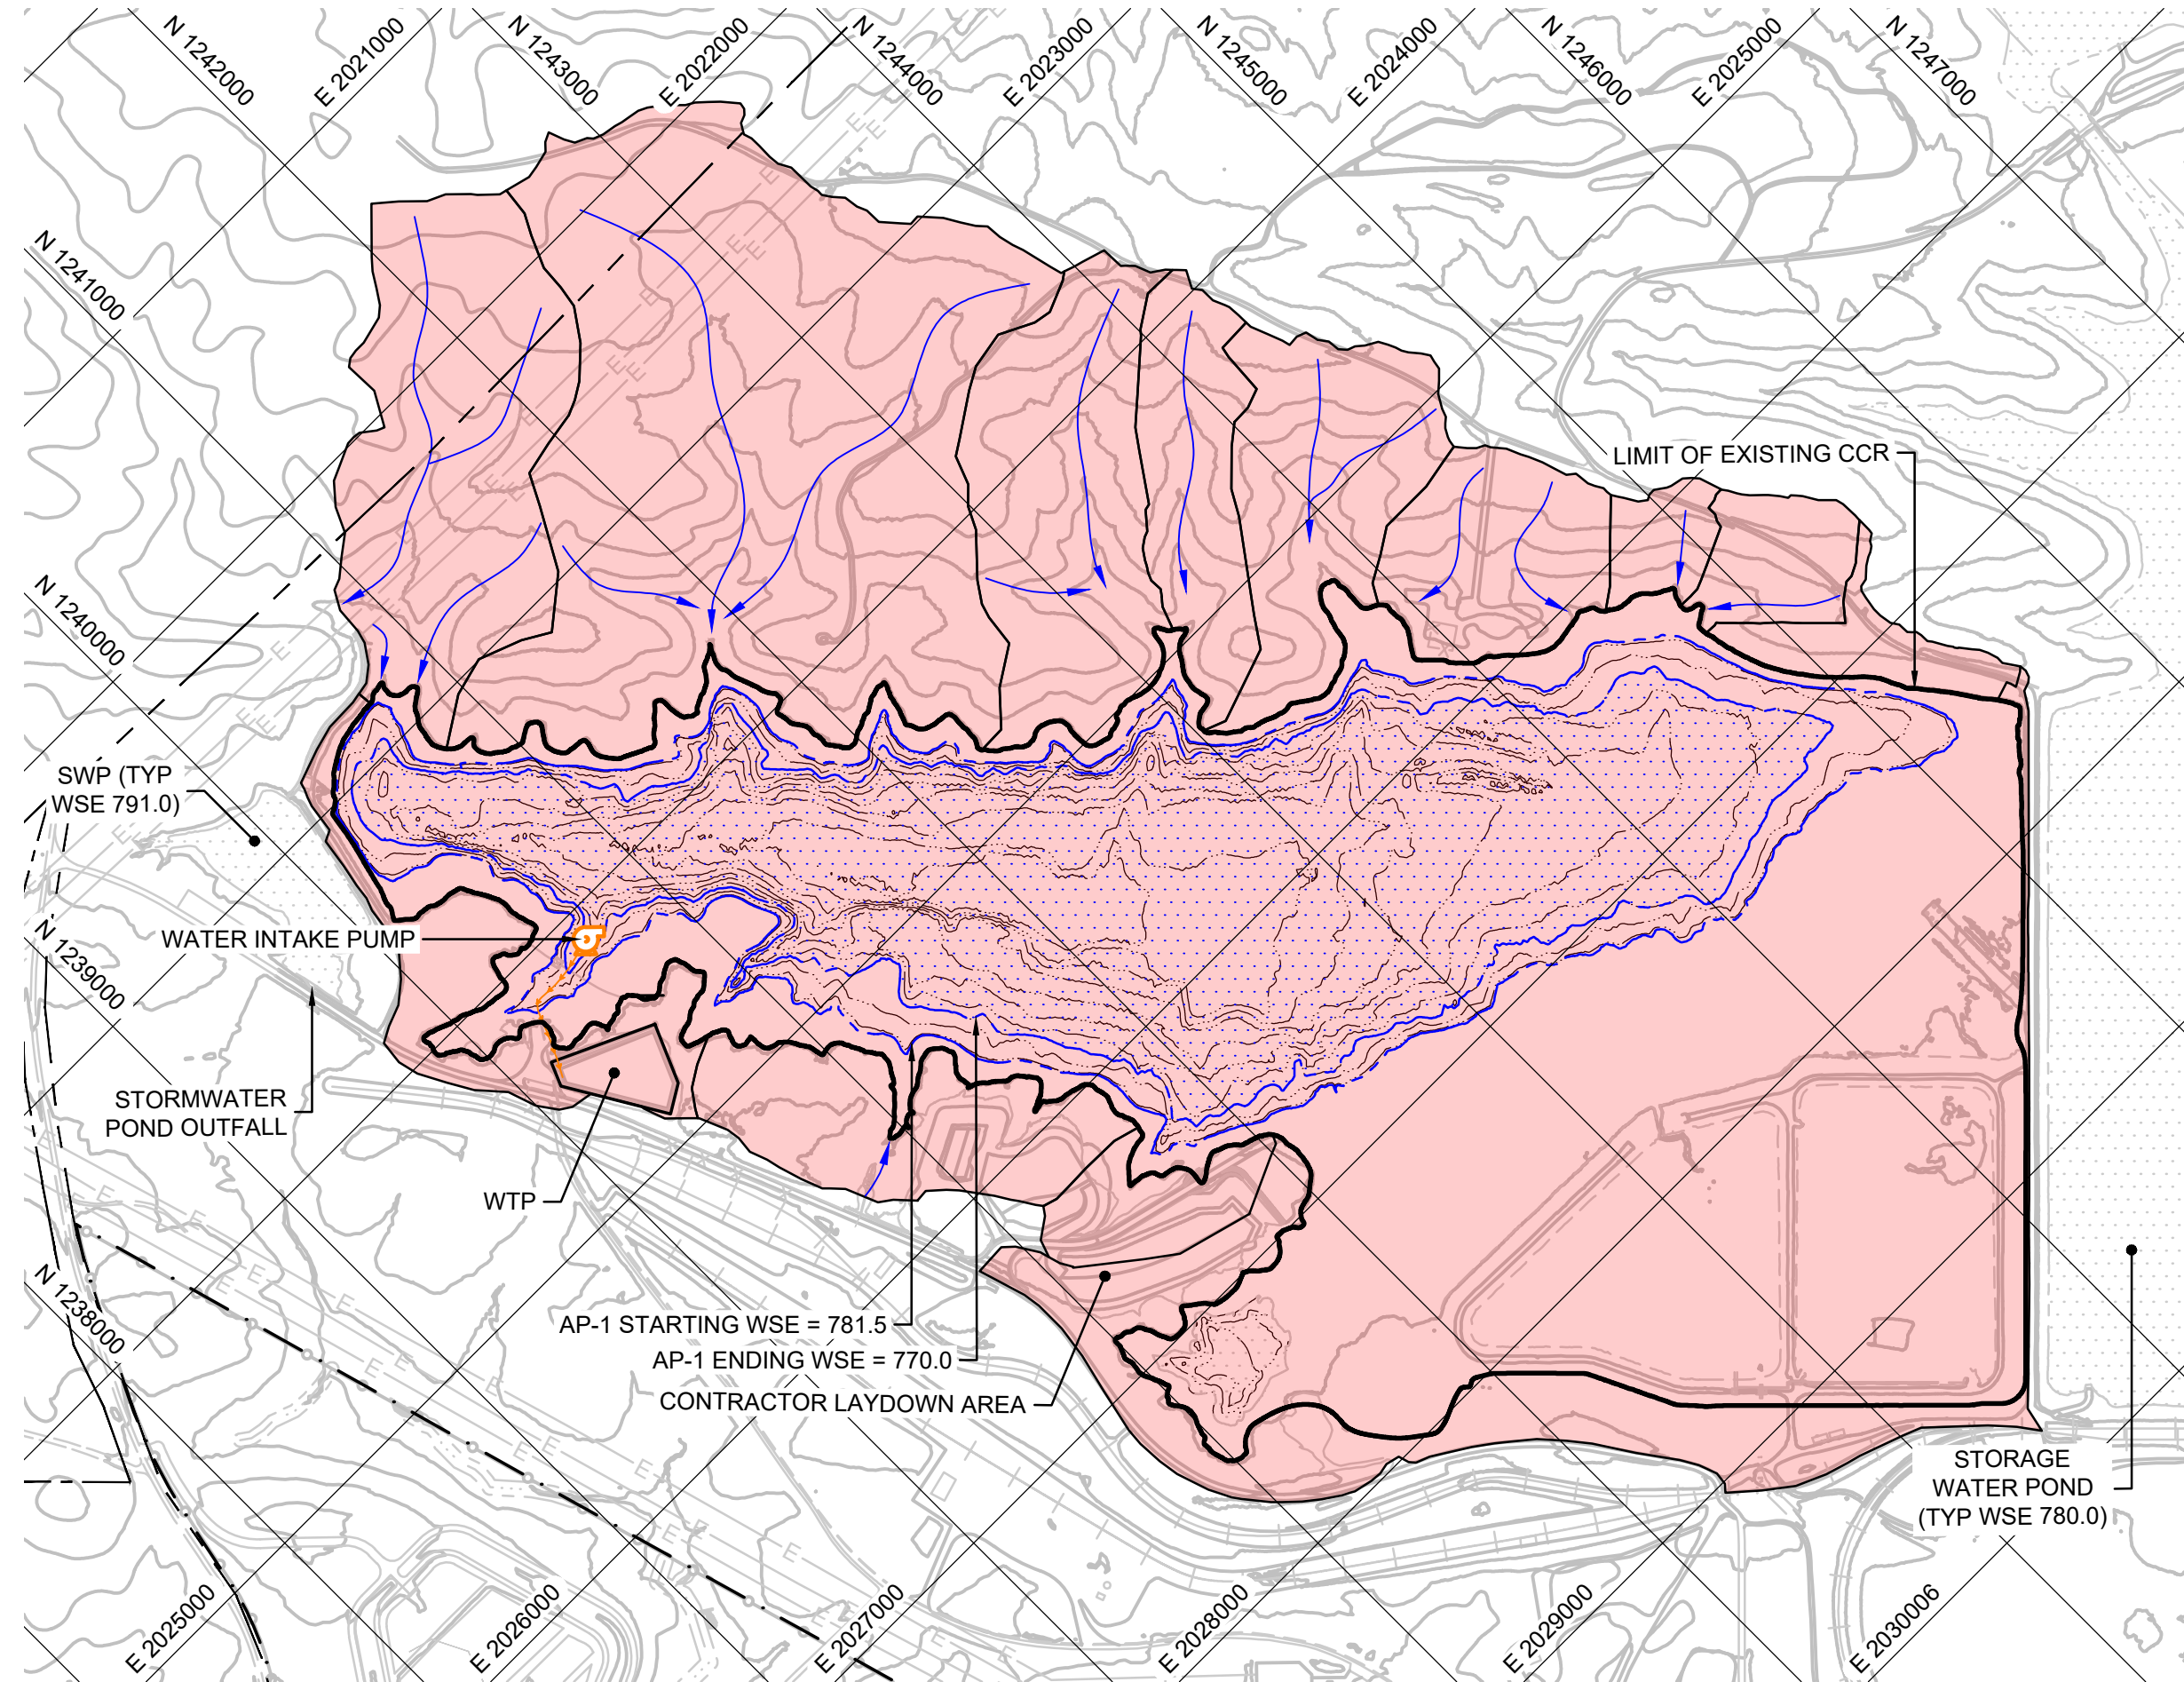 N 1242000
E 2021000
N 1243000
E 2022000
N 1244000
E 2023000
N 1245000
E 2024000
N 1246000
E 2025000
N 1247000
N 1241000
N 1240000
N 1239000
N 1238000
LIMIT OF EXISTING CCR
SWP (TYP
WSE 791.0)
WATER INTAKE PUMP
STORMWATER
POND OUTFALL
WTP
AP-1 STARTING WSE = 781.5
AP-1 ENDING WSE = 770.0
CONTRACTOR LAYDOWN AREA
STORAGE
WATER POND
(TYP WSE 780.0)
E 2025000
E 2026000
E 2027000
E 2028000
E 2029000
E 2030006